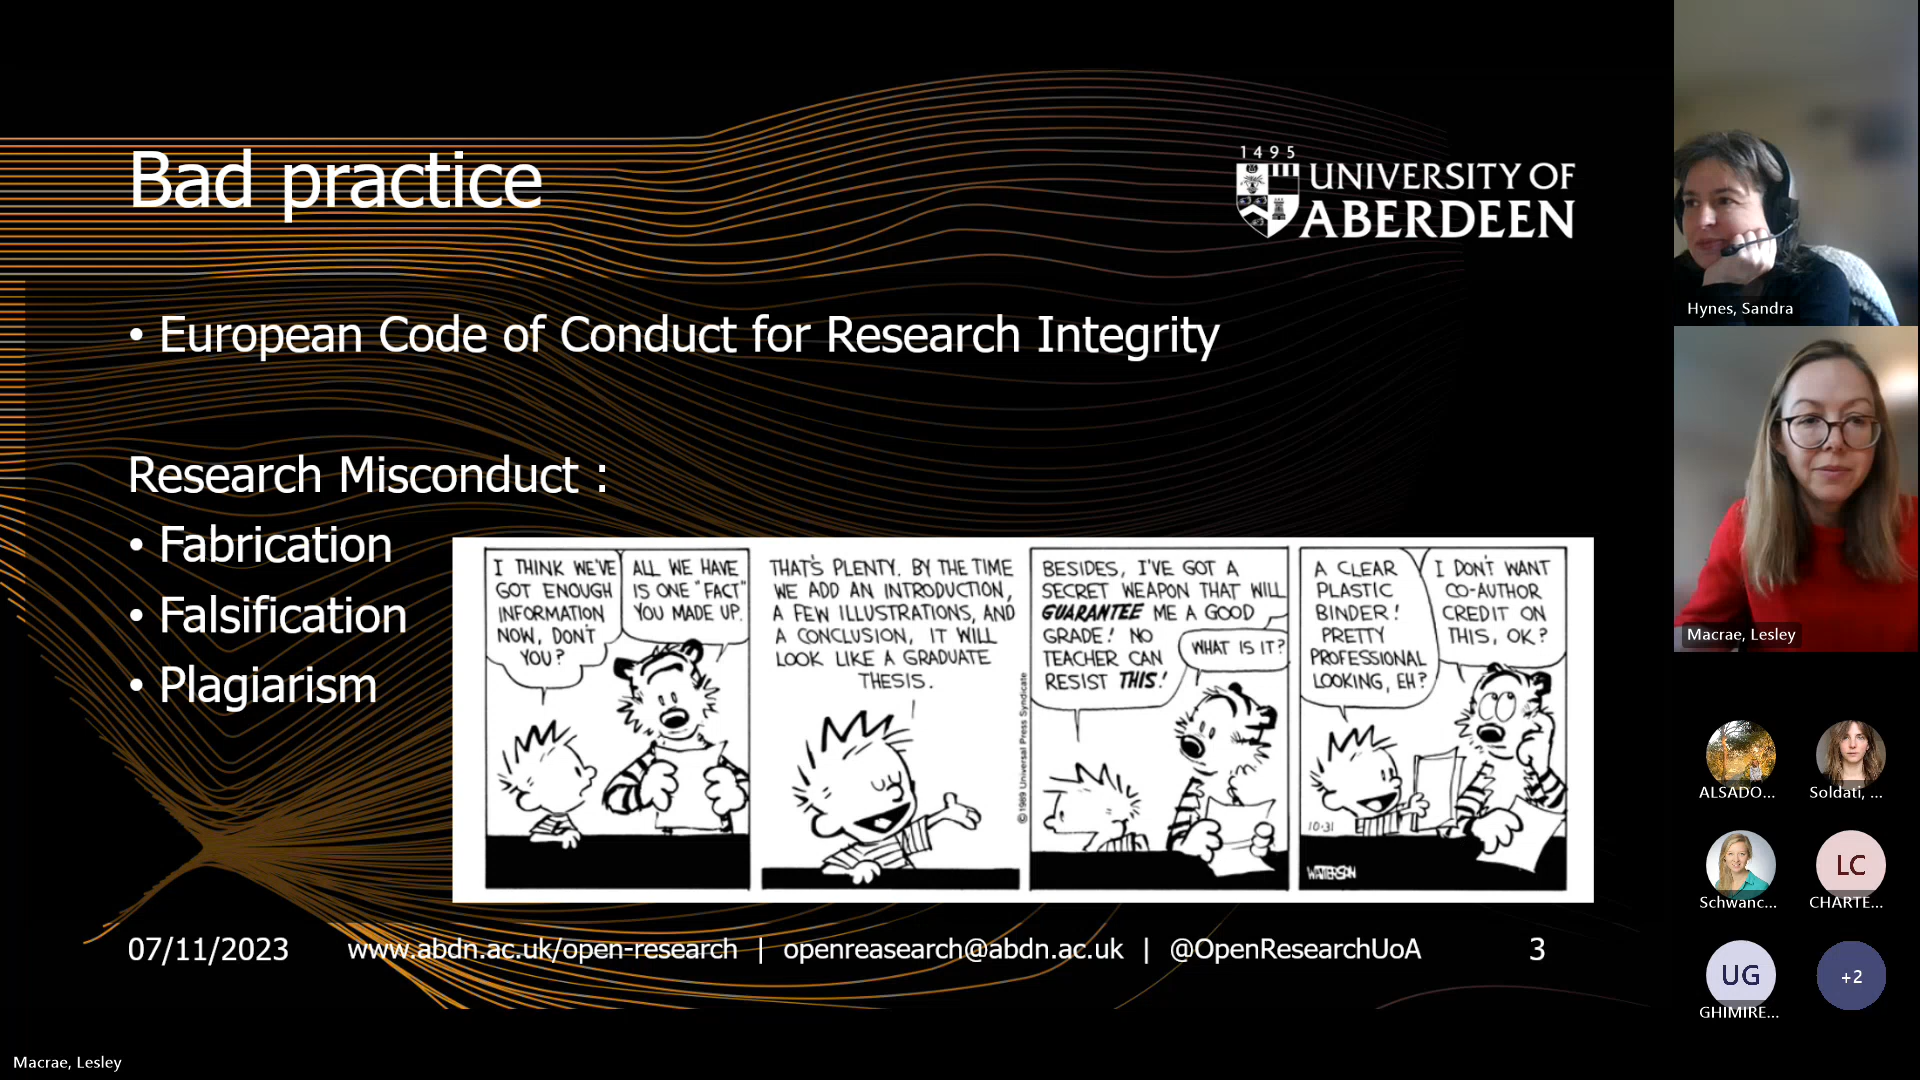 Bad practice
1495
UNIVERSITY OF
ABERDEEN
• European Code of Conduct for Research Integrity
Research Misconduct :
• Fabrication
• Falsification
• Plagiarism
I THINK WE'VE
GOT ENOUGH
INFORMATION
NOW, DON'T
YOU?
ALL WE HAVE
IS ONE "FACT"
YOU MADE UP.
THAT'S PLENTY. BY THE TIME
WE ADD AN INTRODUCTION,
A FEW ILLUSTRATIONS, AND
A CONCLUSION, IT WILL
LOOK LIKE A GRADUATE
THESIS.
© 1989 Universal Press Syndicate
BESIDES, I'VE GOT A
SECRET WEAPON THAT WILL
GUARANTEE ME A GOOD
GRADE! NO
TEACHER CAN
RESIST THIS!
WHAT IS IT?
A CLEAR
PLASTIC
BINDER!
PRETTY
PROFESSIONAL
LOOKING, EH?
I DON'T WANT
CO-AUTHOR
CREDIT ON
THIS, OK?
10-31
WATTERSON
07/11/2023
www.abdn.ac.uk/open-research | openreasearch@abdn.ac.uk | @OpenResearchUoA
3
Hynes, Sandra
Macrae, Lesley
ALSADO...
Soldati, ...
Schwanc...
LC
CHARTE...
UG
GHIMIRE...
+2
Macrae, Lesley